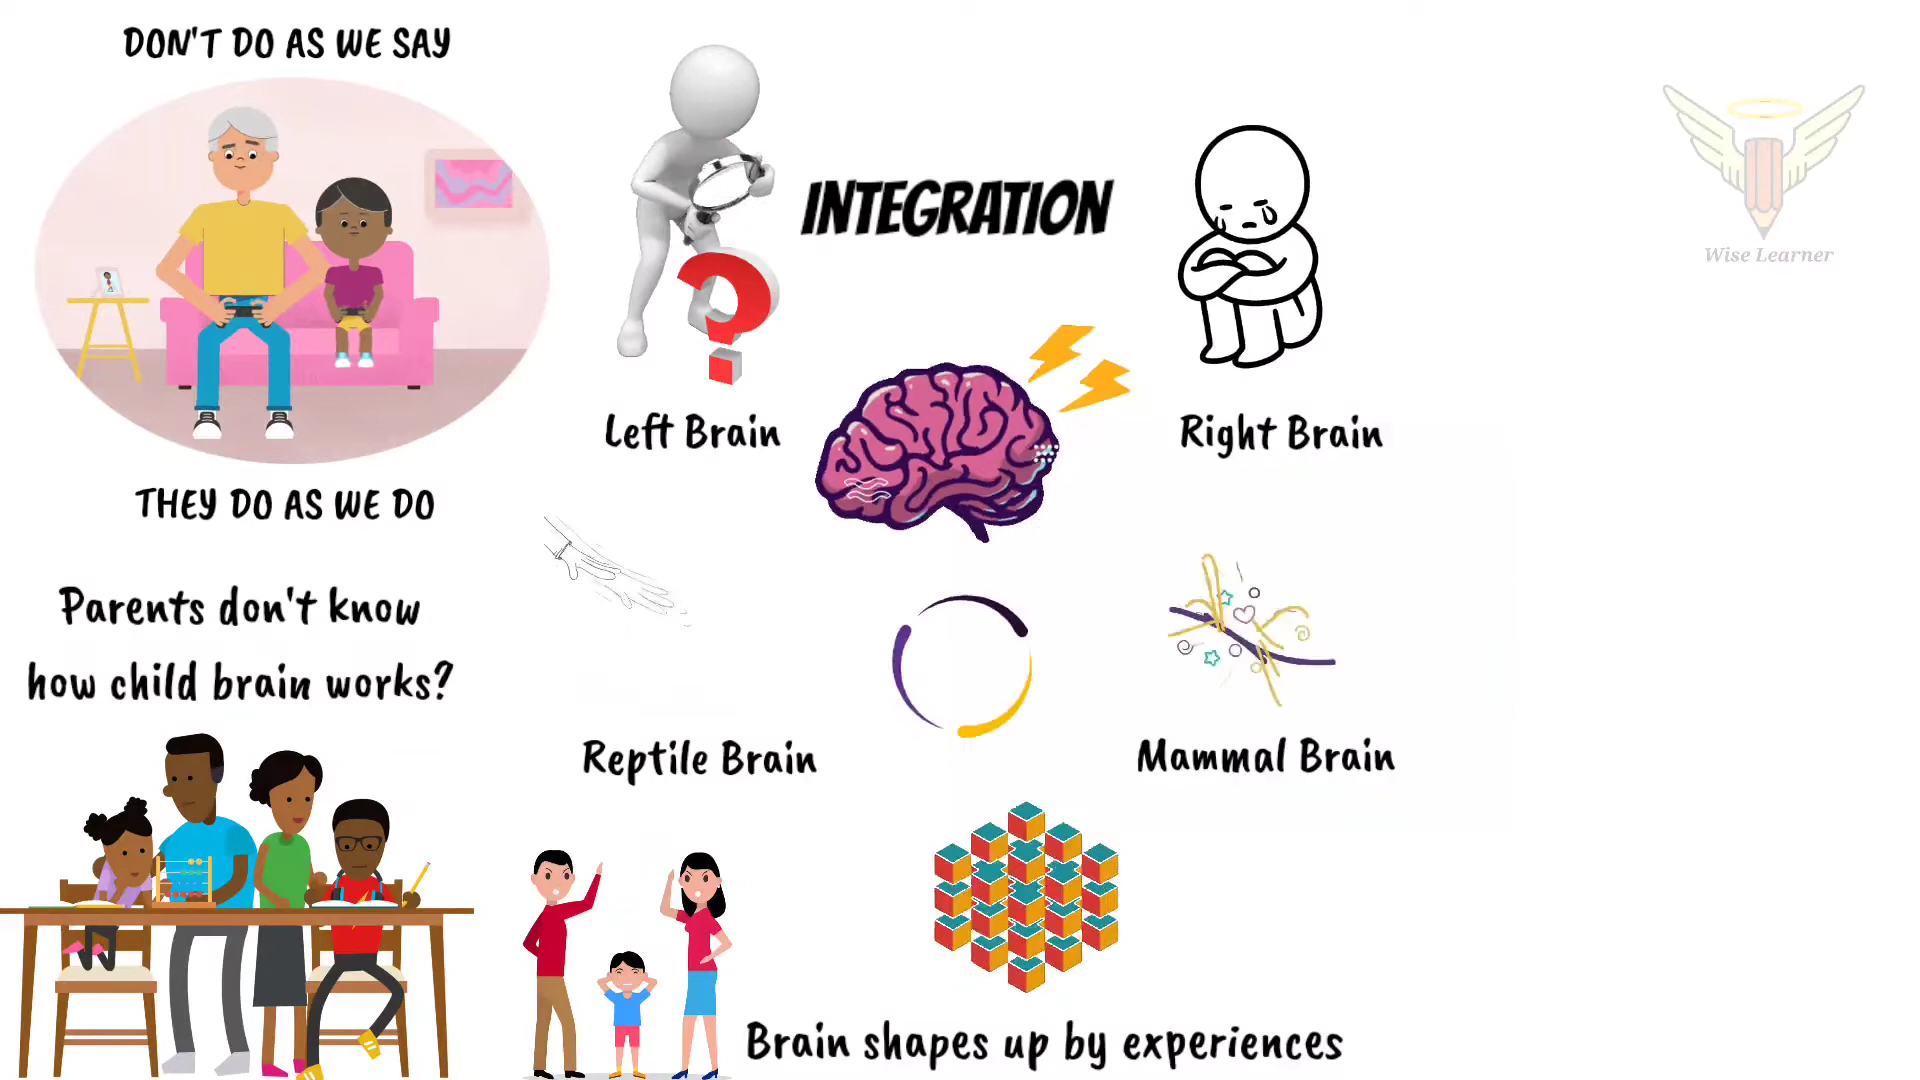 DON'T DO AS WE SAY
THEY DO AS WE DO
Parents don't know
how child brain works?
INTEGRATION
Left Brain
Right Brain
Reptile Brain
Mammal Brain
Brain shapes up by experiences
Wise Learner